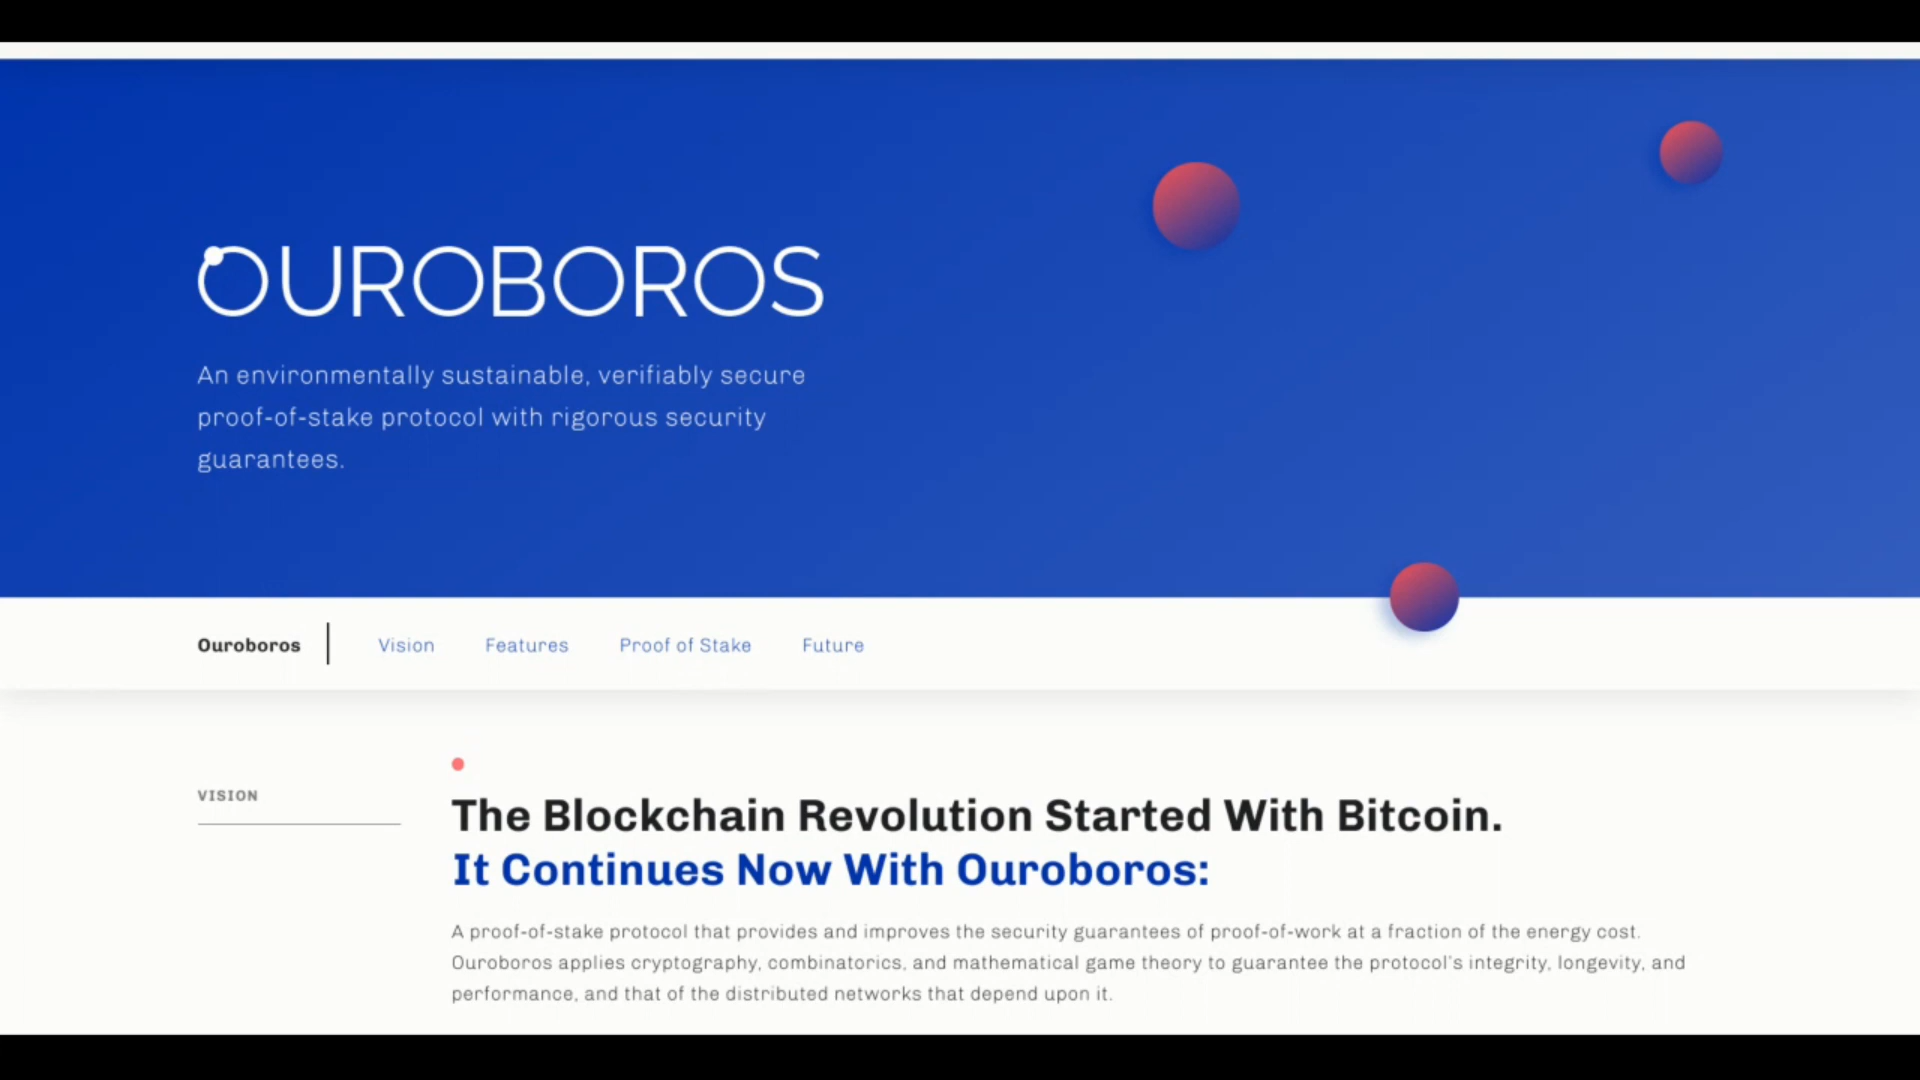 OUROBOROS
An environmentally sustainable, verifiably secure
proof-of-stake protocol with rigorous security
guarantees.
Ouroboros Vision Features Proof of Stake Future
VISION
The Blockchain Revolution Started With Bitcoin.
It Continues Now With Ouroboros:
A proof-of-stake protocol that provides and improves the security guarantees of proof-of-work at a fraction of the energy cost.
Ouroboros applies cryptography, combinatorics, and mathematical game theory to guarantee the protocol's integrity, longevity, and
performance, and that of the distributed networks that depend upon it.